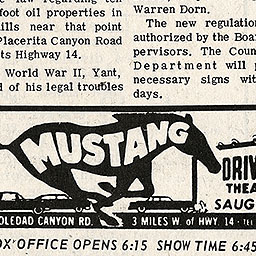 foot oil properties in
ills near that point
Placerita Canyon Road
ts Highway 14.
World War II, Yant,
d of his legal troubles
Warren Dorn.
The new regulation
authorized by the Boa
pervisors. The Coun
Department will p
necessary signs with
days.
MUSTANG
DRIV
THEA
SAUG
OLEDAD CANYON RD. 3 MILES W. of HWY. 14 - TE
OX OFFICE OPENS 6:15 SHOW TIME 6:45